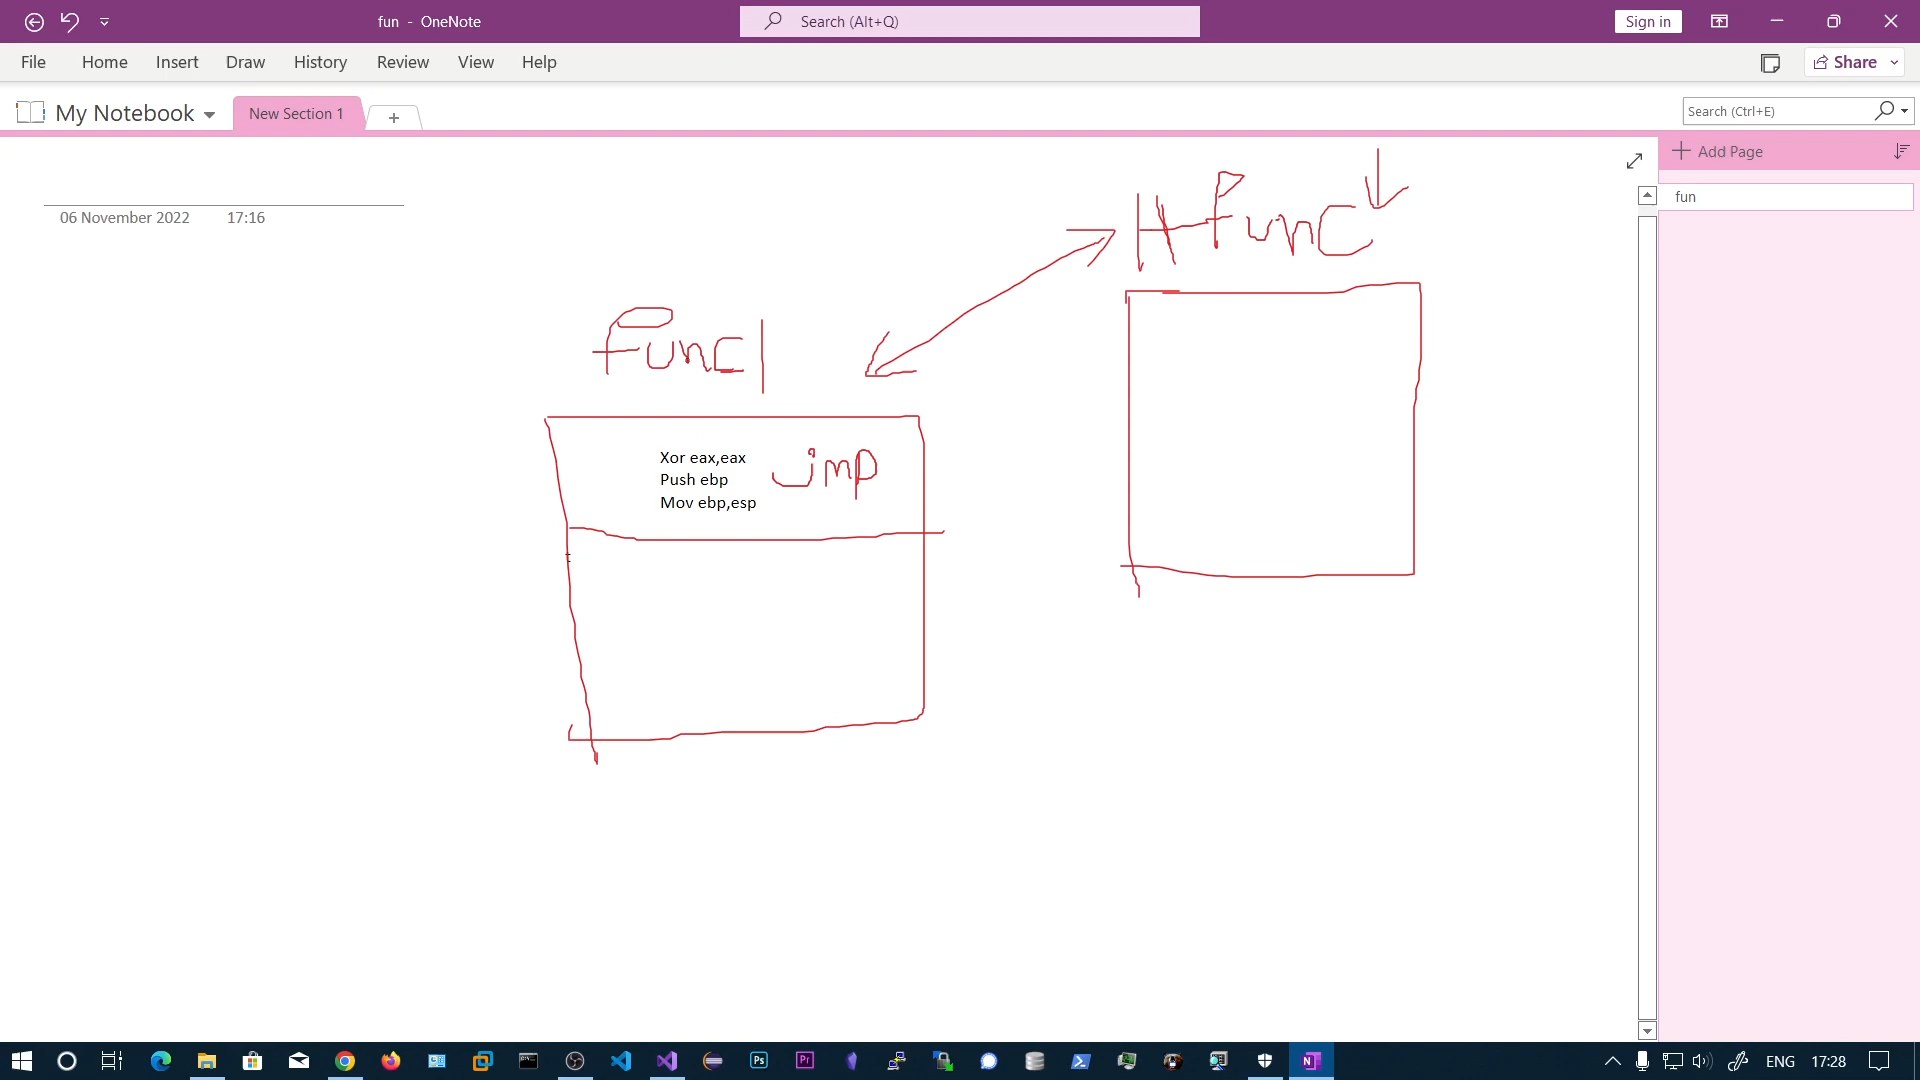 fun - OneNote
Search (Alt+Q)
Sign in
File Home Insert Draw History Review View Help
Share
My Notebook
New Section 1
Search (Ctrl+E)
Add Page
fun
06 November 2022 17:16
H-func
func1
Xor eax,eax
Push ebp
Mov ebp,esp
jmp
ENG 17:28